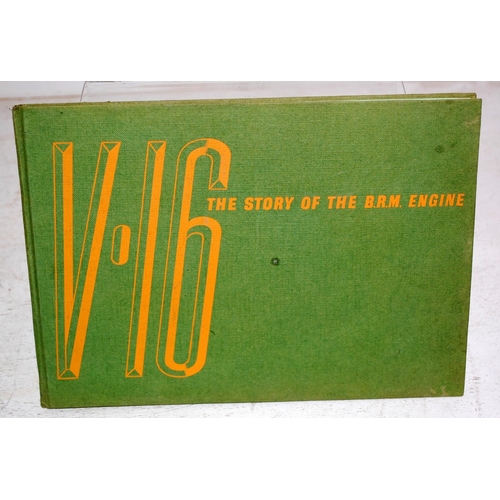 V·16
THE STORY OF THE B.R.M. ENGINE